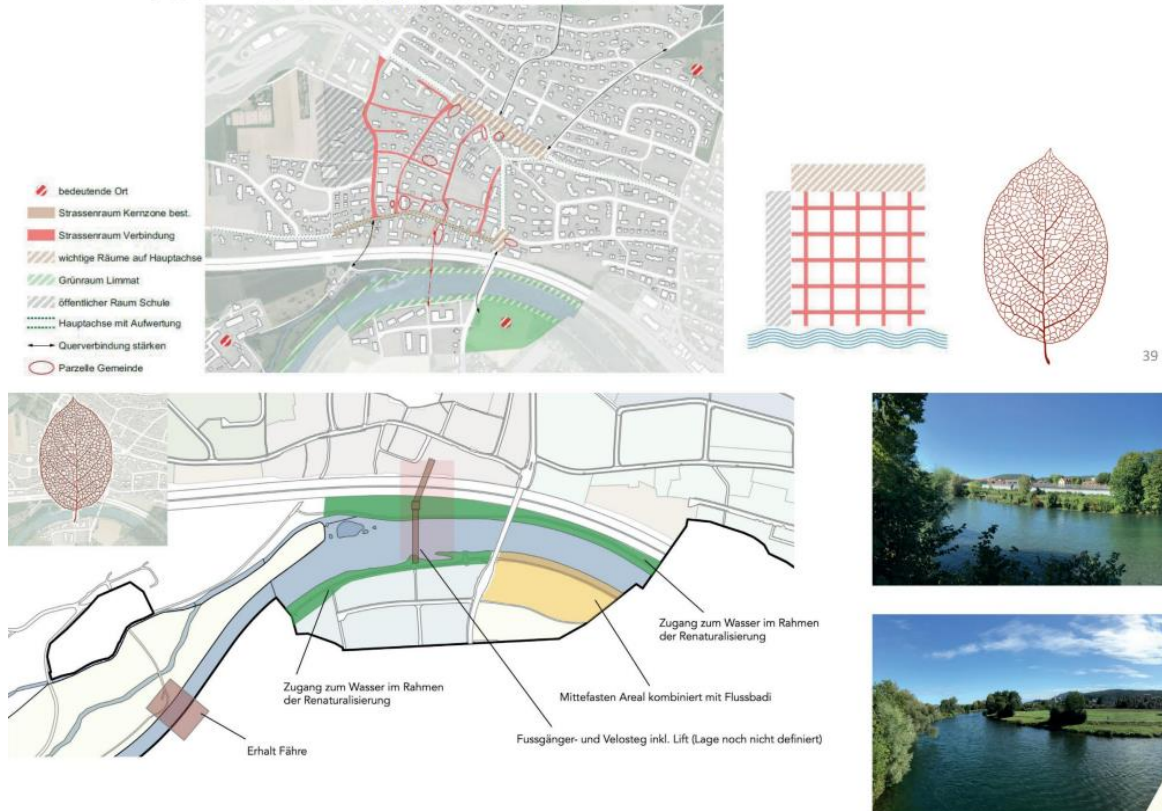 bedeutende Ort
Strassenraum Kernzone best.
Strassenraum Verbindung
wichtige Räume auf Hauptachse
Grünraum Limmat
öffentlicher Raum Schule
Hauptachse mit Aufwertung
Querverbindung stärken
Parzelle Gemeinde
39
Zugang zum Wasser im Rahmen
der Renaturalisierung
Zugang zum Wasser im Rahmen
der Renaturalisierung
Mittefasten Areal kombiniert mit Flussbadi
Fussgänger- und Velosteg inkl. Lift (Lage noch nicht definiert)
Erhalt Fähre